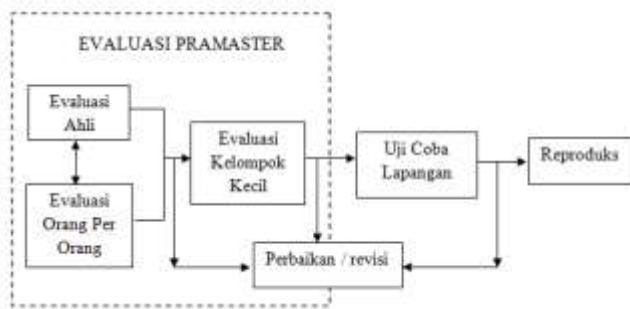 EVALUASI PRAMASTER
Evaluasi
Ahli
Evaluasi
Orang Per
Orang
Evaluasi
Kelompok
Kecil
Uji Coba
Lapangan
Reproduks
Perbaikan / revisi